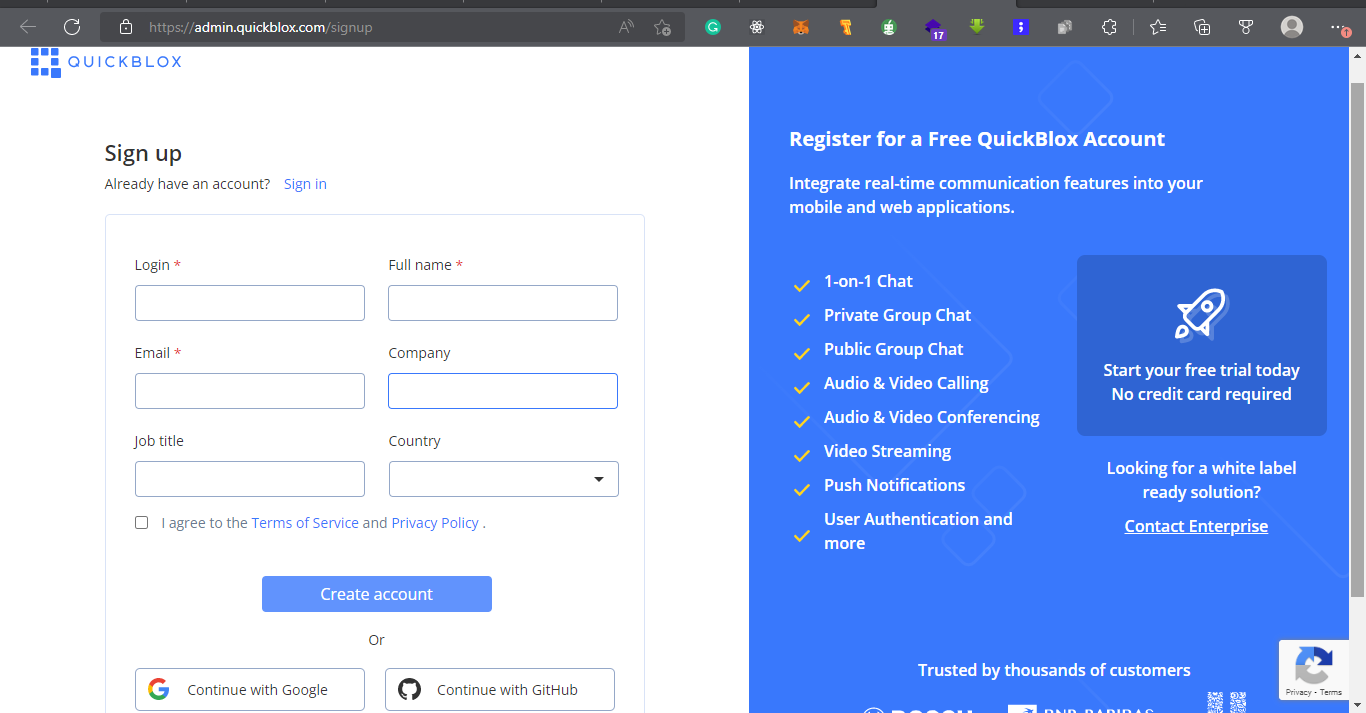 https://admin.quickblox.com/signup
17
1
QUICKBLOX
Sign up
Already have an account? Sign in
Login *
Full name *
Email *
Company
Job title
Country
I agree to the Terms of Service and Privacy Policy .
Create account
Or
Continue with Google
Continue with GitHub
Register for a Free QuickBlox Account
Integrate real-time communication features into your
mobile and web applications.
1-on-1 Chat
Private Group Chat
Public Group Chat
Audio & Video Calling
Audio & Video Conferencing
Video Streaming
Push Notifications
User Authentication and
more
Start your free trial today
No credit card required
Looking for a white label
ready solution?
Contact Enterprise
Trusted by thousands of customers
Privacy - Terms